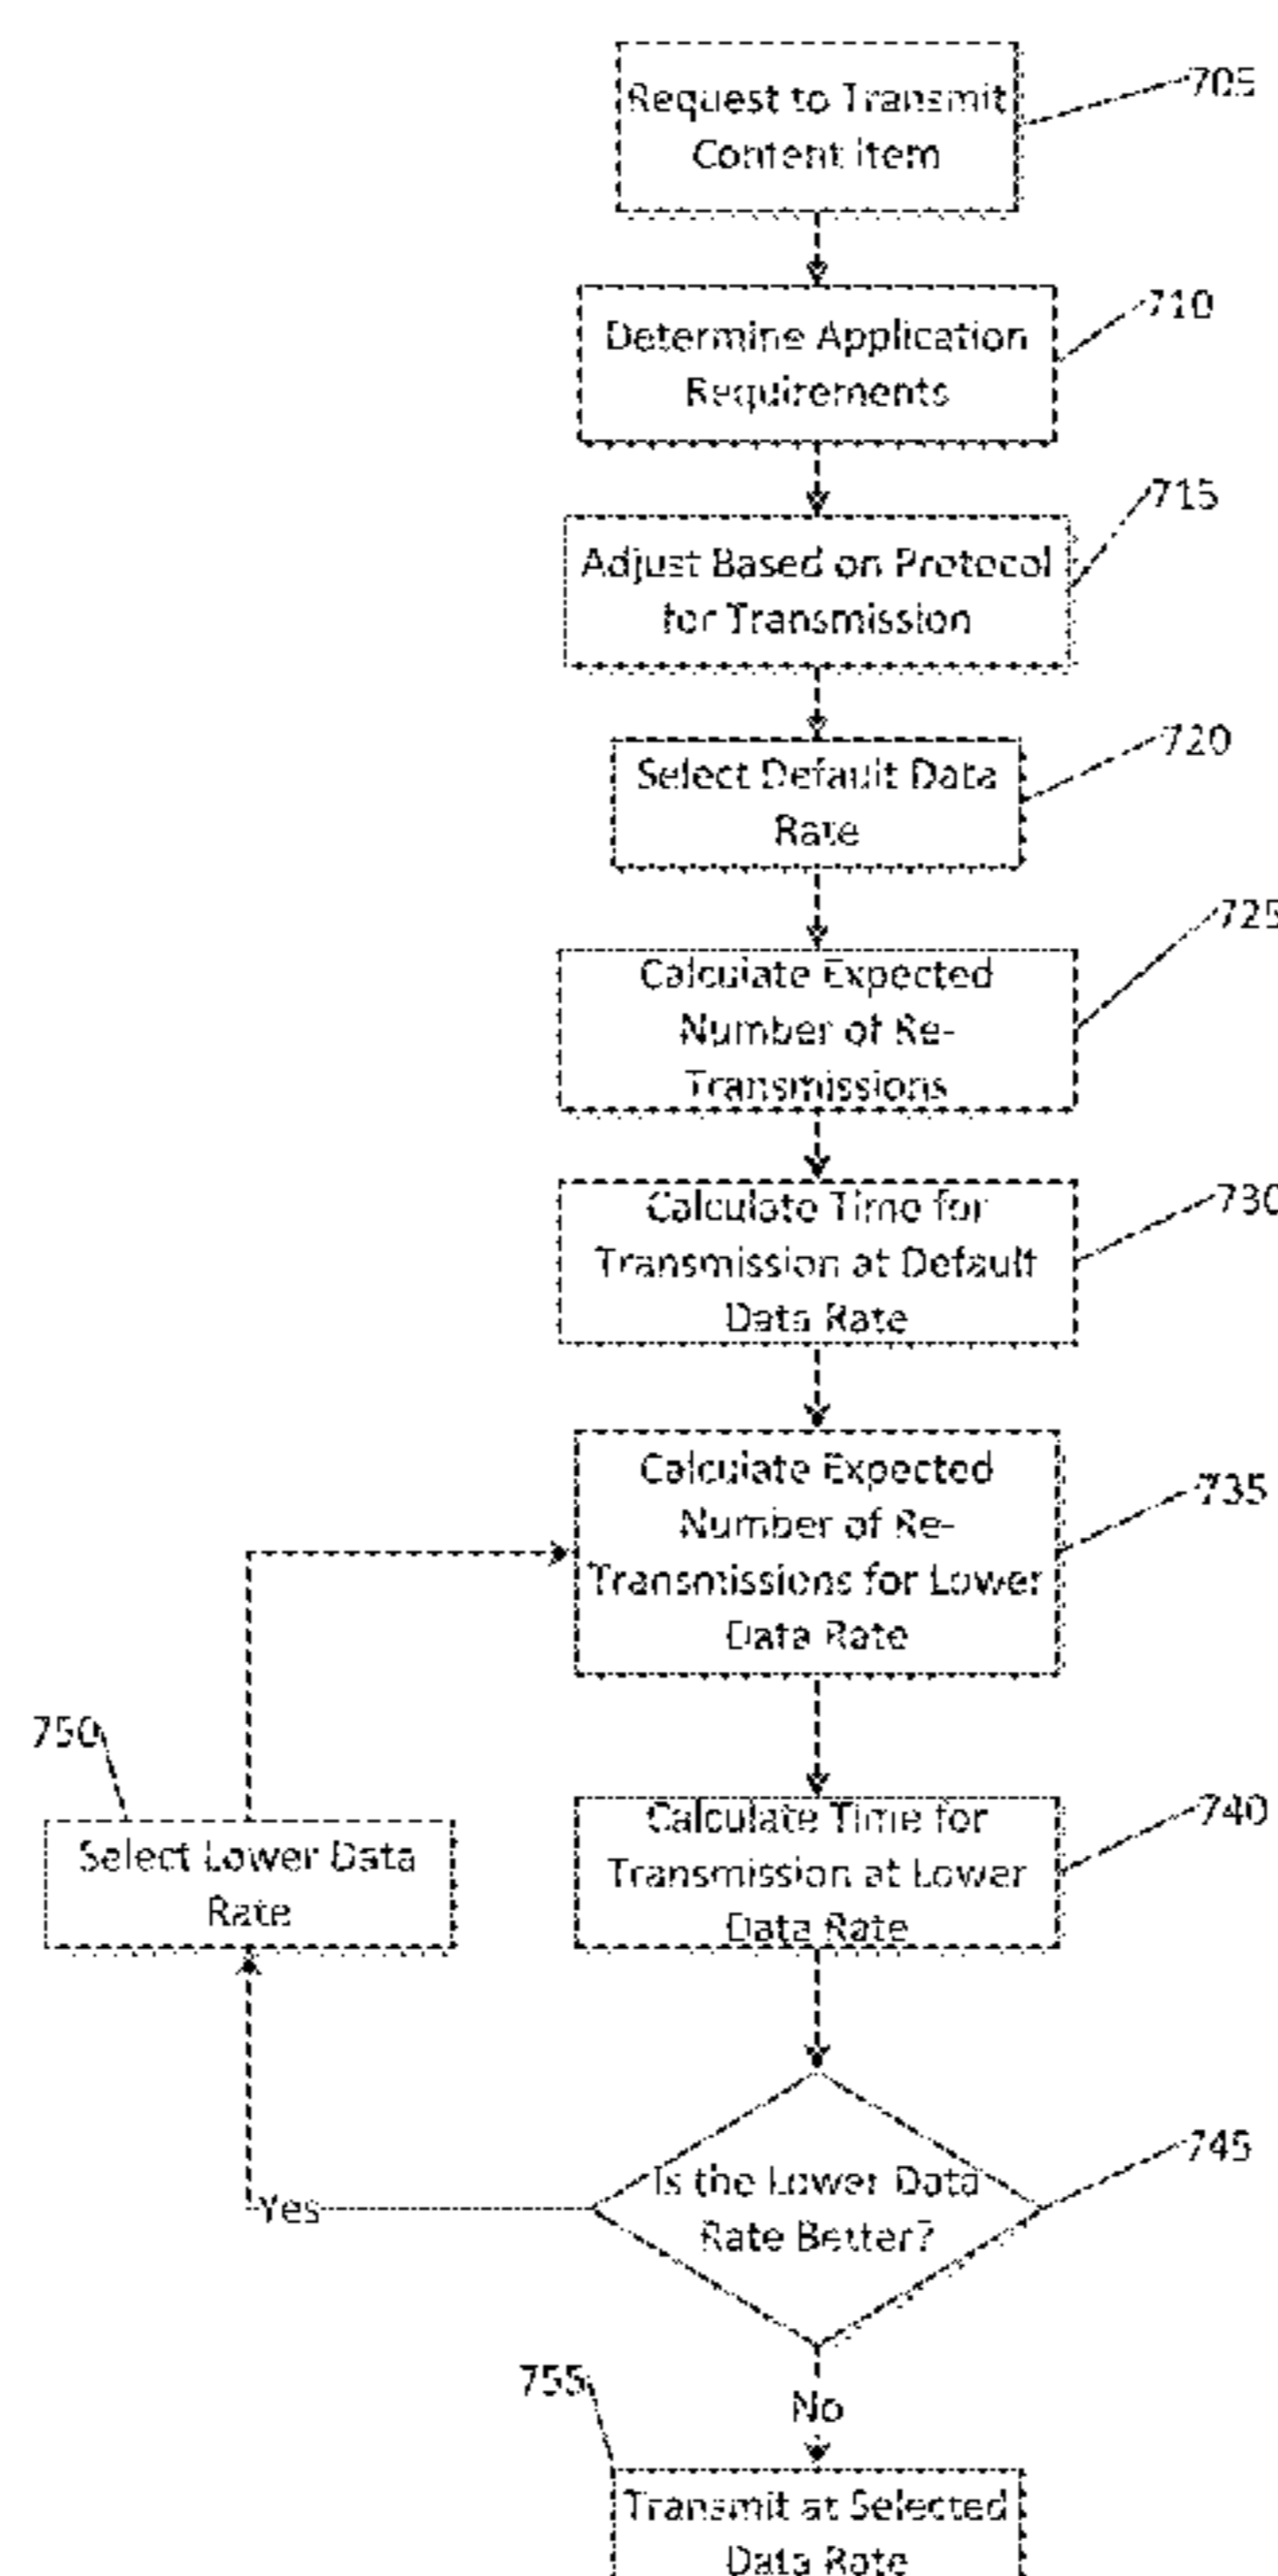 Request to Transmit
Content Item
705
Determine Application
Requirements
710
Adjust Based on Protocol
for Transmission
715
Select Default Data
Rate
720
Calculate Expected
Number of Re-
Transmissions
725
Calculate Time for
Transmission at Default
Data Rate
730
Calculate Expected
Number of Re-
Transmissions for Lower
Data Rate
735
750
Select Lower Data
Rate
Calculate Time for
Transmission at Lower
Data Rate
740
Is the Lower Data
Rate Better?
745
Yes
No
755
Transmit at Selected
Data Rate